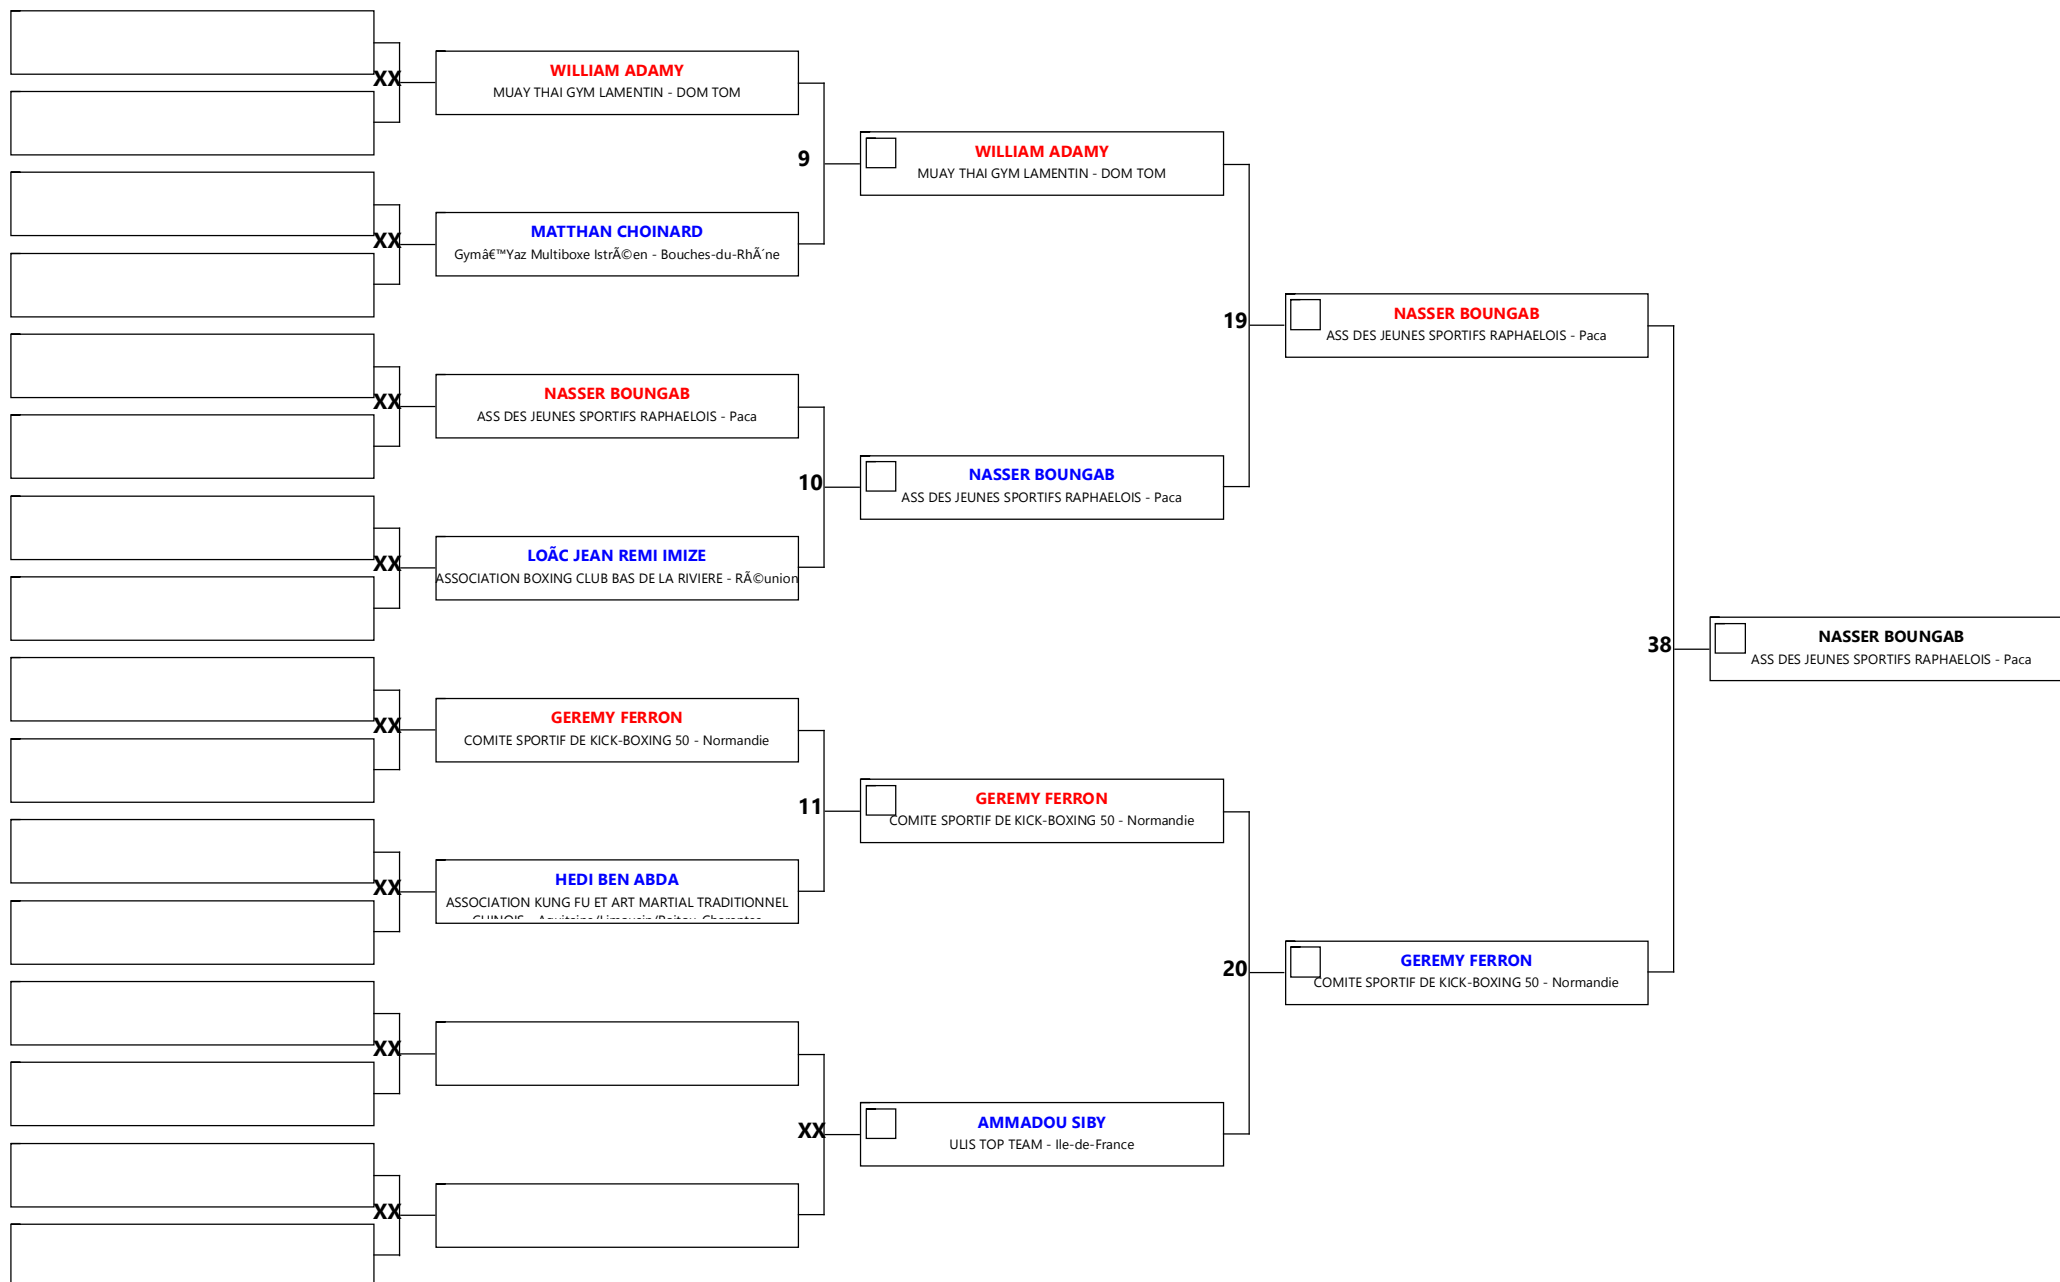 XX
WILLIAM ADAMY
MUAY THAI GYM LAMENTIN - DOM TOM
9
WILLIAM ADAMY
MUAY THAI GYM LAMENTIN - DOM TOM
XX
MATTHAN CHOINARD
Gymâ€™Yaz Multiboxe IstrÃ©en - Bouches-du-RhÃ´ne
19
NASSER BOUNGAB
ASS DES JEUNES SPORTIFS RAPHAELOIS - Paca
XX
NASSER BOUNGAB
ASS DES JEUNES SPORTIFS RAPHAELOIS - Paca
10
NASSER BOUNGAB
ASS DES JEUNES SPORTIFS RAPHAELOIS - Paca
XX
LOÃC JEAN REMI IMIZE
ASSOCIATION BOXING CLUB BAS DE LA RIVIERE - RÃ©union
38
NASSER BOUNGAB
ASS DES JEUNES SPORTIFS RAPHAELOIS - Paca
XX
GEREMY FERRON
COMITE SPORTIF DE KICK-BOXING 50 - Normandie
11
GEREMY FERRON
COMITE SPORTIF DE KICK-BOXING 50 - Normandie
XX
HEDI BEN ABDA
ASSOCIATION KUNG FU ET ART MARTIAL TRADITIONNEL
CHINOIS - Aquitaine/Limousin/Poitou-Charentes
20
GEREMY FERRON
COMITE SPORTIF DE KICK-BOXING 50 - Normandie
XX
XX
AMMADOU SIBY
ULIS TOP TEAM - Ile-de-France
XX